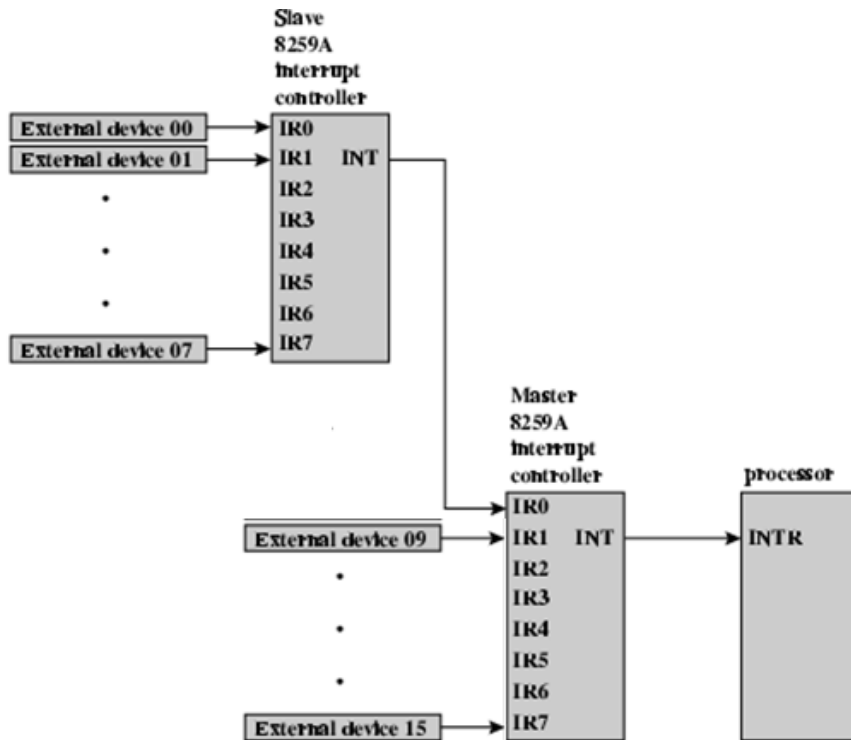 Slave
8259A
interrupt
controller
External device 00
IR0
External device 01
IR1 INT
IR2
IR3
IR4
IR5
IR6
External device 07
IR7
Master
8259A
interrupt
controller
processor
IR0
External device 09
IR1 INT
INTR
IR2
IR3
IR4
IR5
IR6
External device 15
IR7